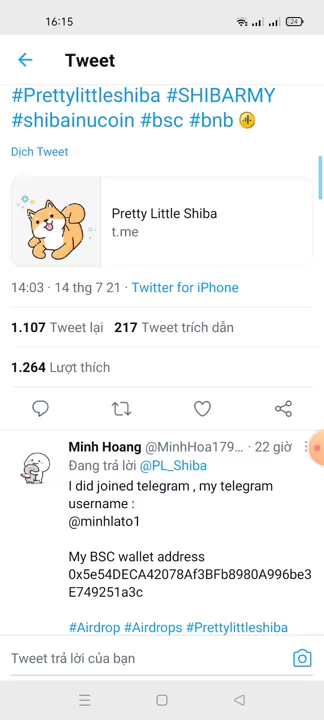 16:15
24
Tweet
#Prettylittleshiba #SHIBARMY
#shibainucoin #bsc #bnb
Dịch Tweet
Pretty Little Shiba
t.me
14:03 · 14 thg 7 21 · Twitter for iPhone
1.107 Tweet lại 217 Tweet trích dẫn
1.264 Lượt thích
Minh Hoang @MinhHoa179... · 22 giờ
Đang trả lời @PL_Shiba
I did joined telegram , my telegram
username :
@minhlato1
My BSC wallet address
0x5e54DECA42078Af3BFb8980A996be3
E749251a3c
#Airdrop #Airdrops #Prettylittleshiba
Tweet trả lời của bạn